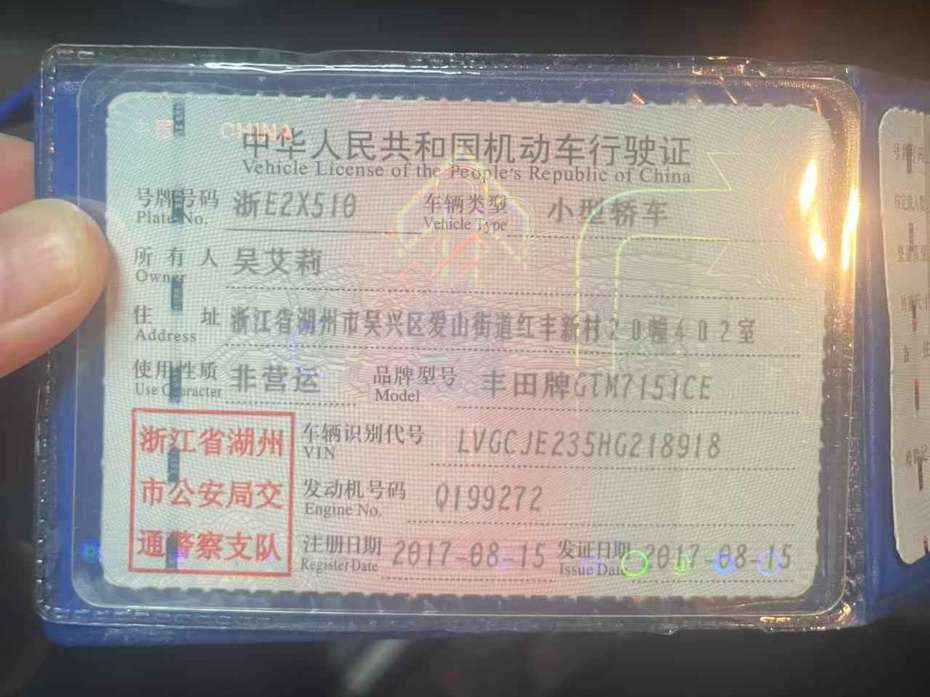 CHINA
中华人民共和国机动车行驶证
Vehicle License of the People's Republic of China
号牌号码 浙E2X510 车辆类型 小型轿车
Plate No. Vehicle Type
所有人 吴艾莉
Owner
住址 浙江省湖州市吴兴区爱山街道红丰新村20幢402室
Address
使用性质 非营运 品牌型号 丰田牌GTM7151CE
Use Character Model
浙江省湖州
市公安局交
通警察支队
车辆识别代号 LVGCJE235HG218918
VIN
发动机号码 Q199272
Engine No.
注册日期 2017-08-15 发证日期 2017-08-15
Register Date Issue Date